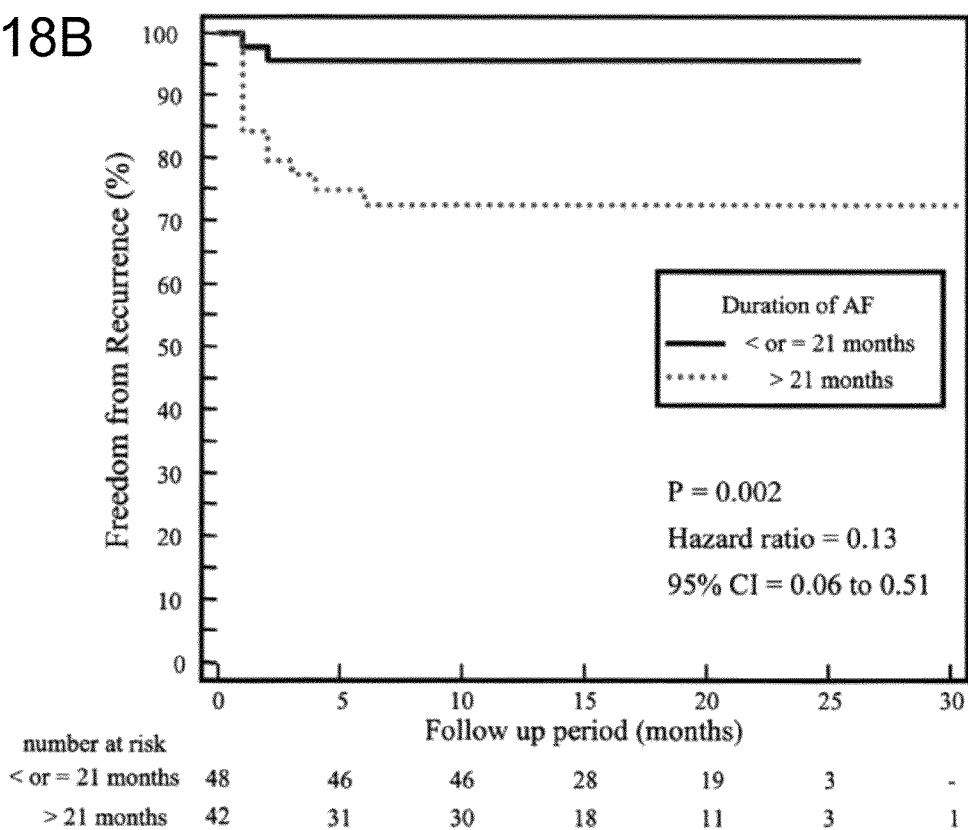 18B
Freedom from Recurrence (%)
100
90
80
70
60
50
40
30
20
10
0
Duration of AF
< or = 21 months
> 21 months
P = 0.002
Hazard ratio = 0.13
95% CI = 0.06 to 0.51
0 5 10 15 20 25 30
Follow up period (months)
number at risk
< or = 21 months 48 46 46 28 19 3 -
> 21 months 42 31 30 18 11 3 1